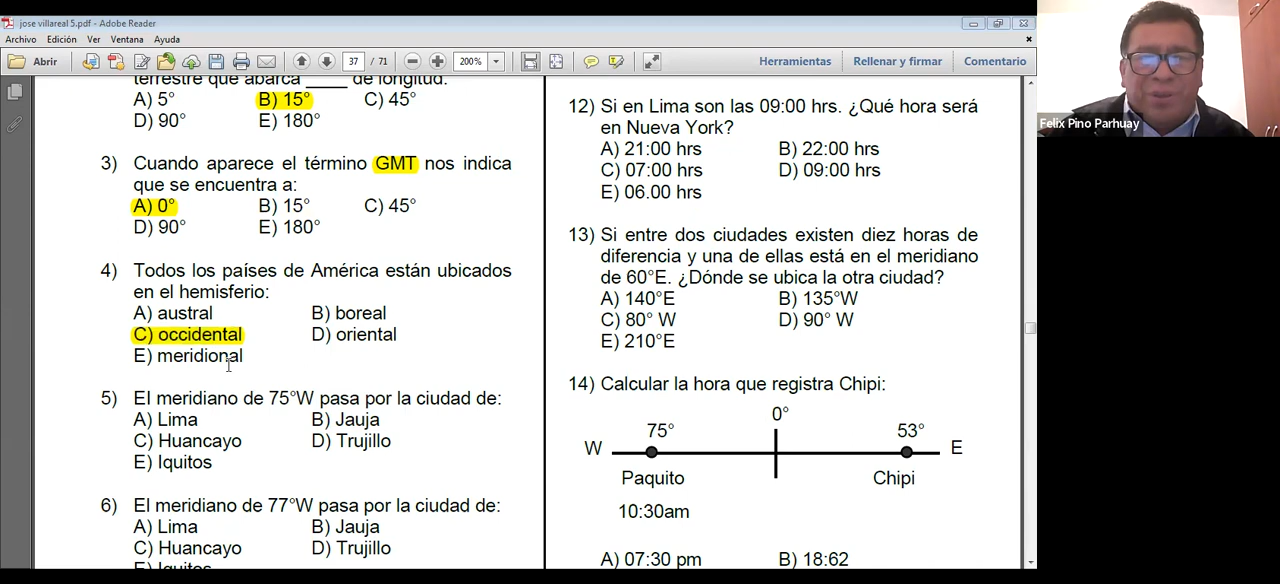 jose villareal 5.pdf - Adobe Reader
Archivo Edición Ver Ventana Ayuda
Abrir
37 / 71
200%
Herramientas
Rellenar y firmar
Comentario
terrestre que abarca _____ de longitud.
A) 5° B) 15° C) 45°
D) 90° E) 180°
3) Cuando aparece el término GMT nos indica
que se encuentra a:
A) 0° B) 15° C) 45°
D) 90° E) 180°
4) Todos los países de América están ubicados
en el hemisferio:
A) austral B) boreal
C) occidental D) oriental
E) meridional
5) El meridiano de 75°W pasa por la ciudad de:
A) Lima B) Jauja
C) Huancayo D) Trujillo
E) Iquitos
6) El meridiano de 77°W pasa por la ciudad de:
A) Lima B) Jauja
C) Huancayo D) Trujillo
E) Iquitos
12) Si en Lima son las 09:00 hrs. ¿Qué hora será
en Nueva York?
A) 21:00 hrs B) 22:00 hrs
C) 07:00 hrs D) 09:00 hrs
E) 06.00 hrs
13) Si entre dos ciudades existen diez horas de
diferencia y una de ellas está en el meridiano
de 60°E. ¿Dónde se ubica la otra ciudad?
A) 140°E B) 135°W
C) 80° W D) 90° W
E) 210°E
14) Calcular la hora que registra Chipi:
0°
75° 53°
W E
Paquito Chipi
10:30am
A) 07:30 pm B) 18:62
Felix Pino Parhuay